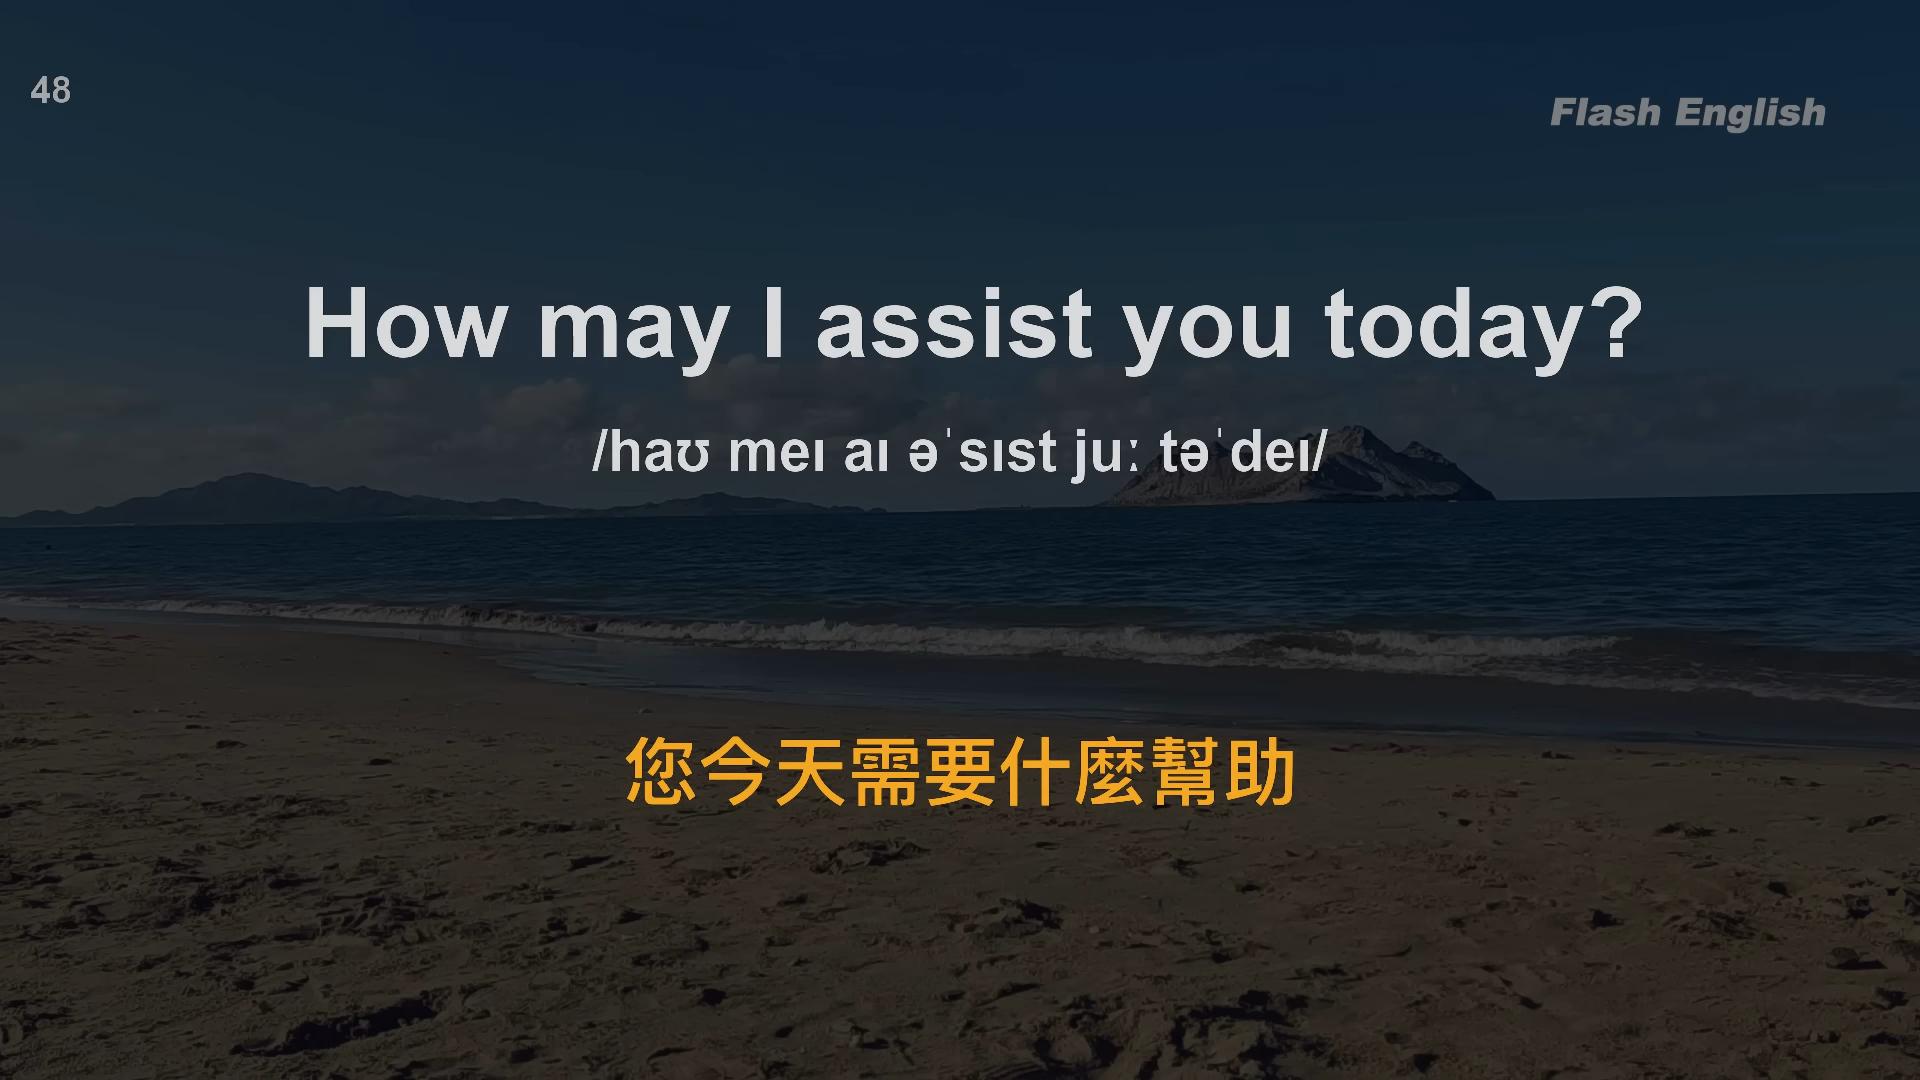 48
Flash English
How may I assist you today?
/haʊ meɪ aɪ əˈsɪst juː təˈdeɪ/
您今天需要什麼幫助